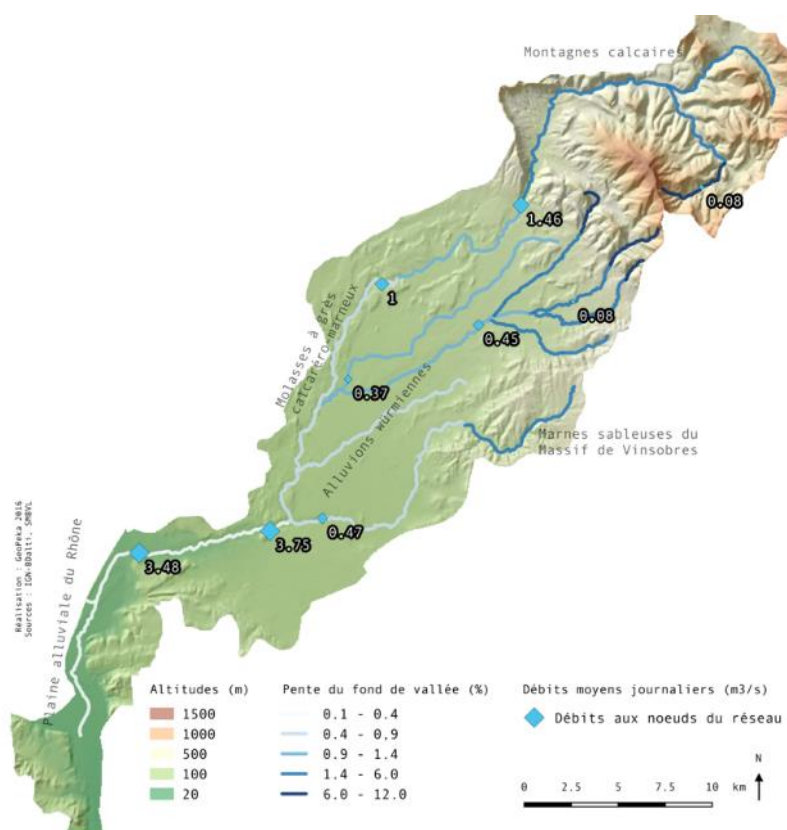 Montagnes calcaires
0.08
1.46
1
0.08
0.45
Molasses à grès
calcaréro-marneux
0.37
Alluvions würmiennes
Marnes sableuses du
Massif de Vinsobres
0.47
3.75
3.48
Réalisation : GeoPeka 2016
Sources : IGN-BDalti, SMBVL
Plaine alluviale du Rhône
Altitudes (m)
1500
1000
500
100
20
Pente du fond de vallée (%)
0.1 - 0.4
0.4 - 0.9
0.9 - 1.4
1.4 - 6.0
6.0 - 12.0
Débits moyens journaliers (m3/s)
Débits aux noeuds du réseau
N
0 2.5 5 7.5 10 km